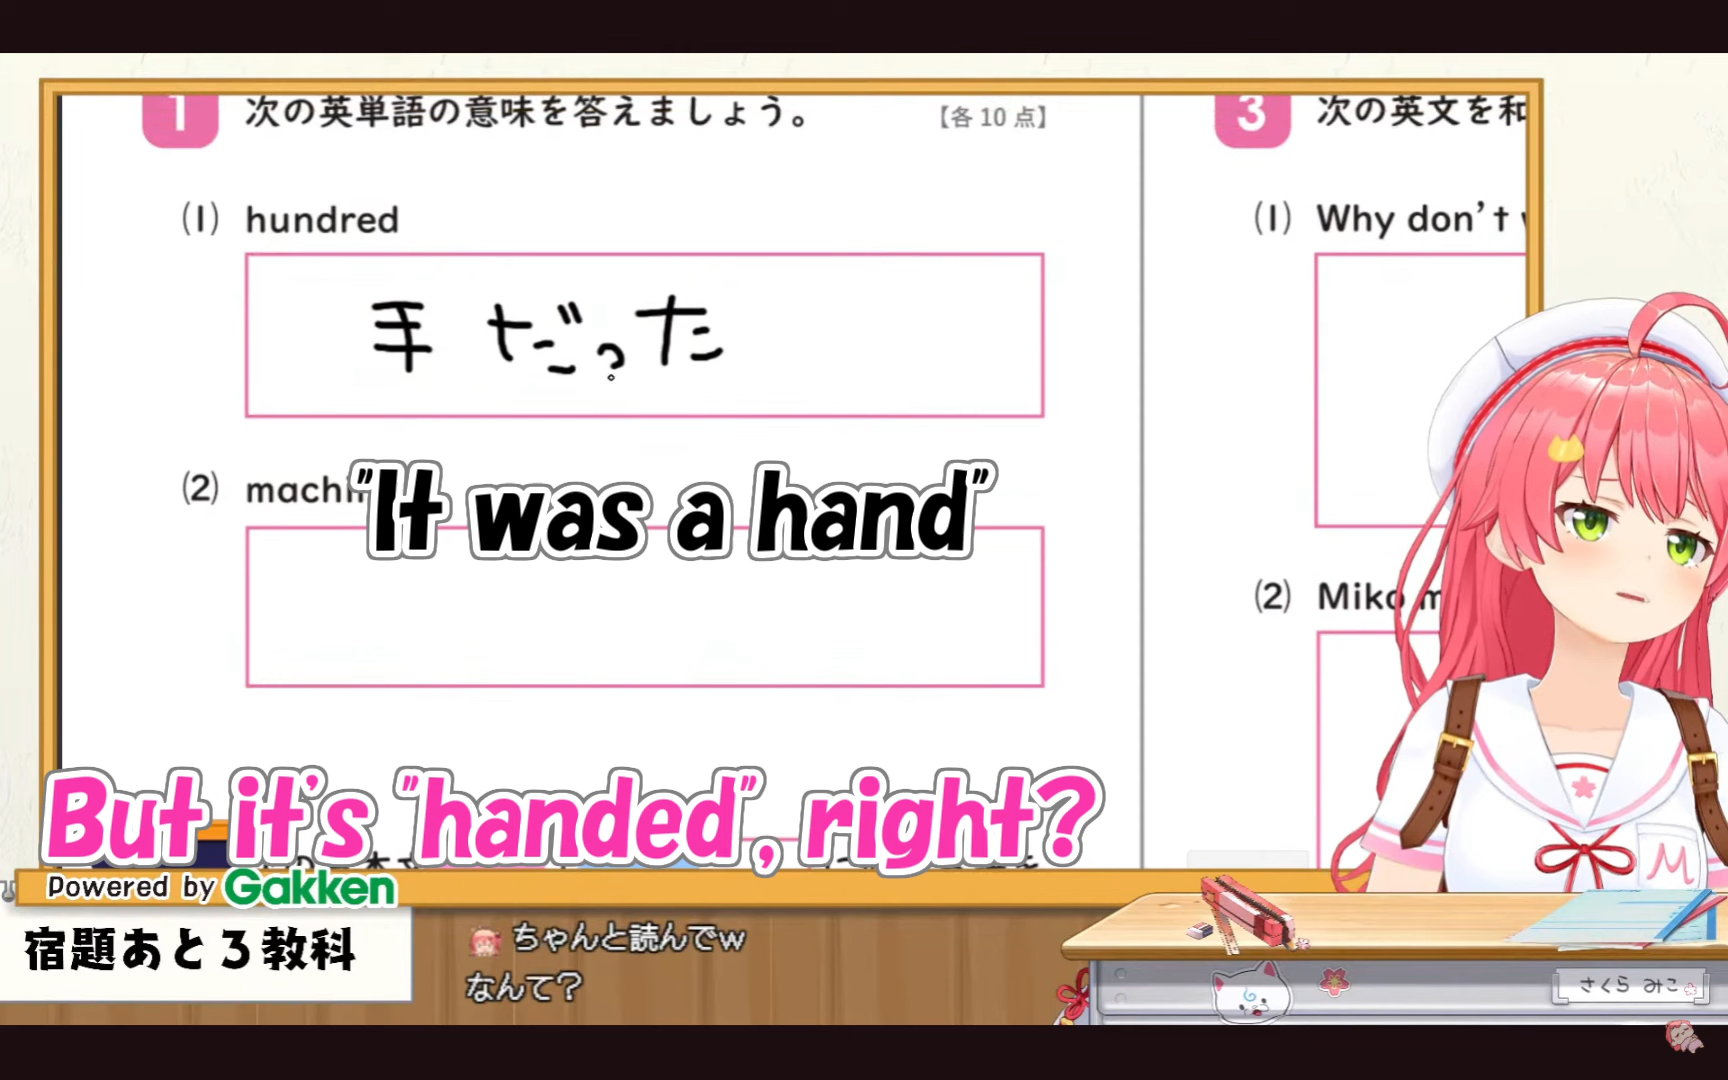 1 次の英単語の意味を答えましょう。 【各10点】
(1) hundred
手だった
?
(2) machi
"It was a hand"
3 次の英文を和
(1) Why don't
(2) Miko m
But it's "handed", right?
Powered by Gakken
宿題あと3教科
ちゃんと読んでw
なんて?
M
さくら みこ